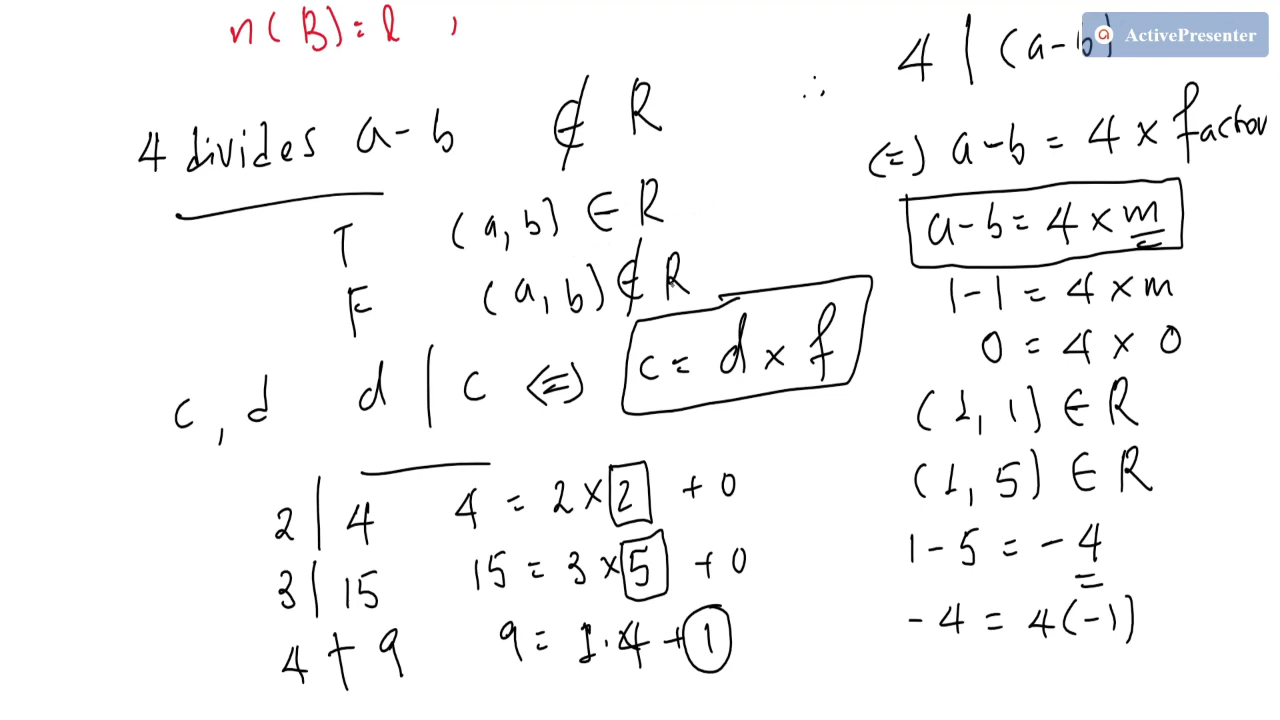 n(B)=2,
4 divides a-b ∉ R
T (a,b) ∈ R
F (a,b) ∉ R
c, d d | c ⇔ c = d × f
2 | 4 4 = 2×2 + 0
3 | 15 15 = 3×5 + 0
4 ∤ 9 9 = 1·4 + 1
ActivePresenter
∴ 4 | (a-b)
⇔ a-b = 4 × factor
a-b = 4 × m
1-1 = 4 × m
0 = 4 × 0
(1, 1) ∈ R
(1, 5) ∈ R
1-5 = -4
-4 = 4(-1)